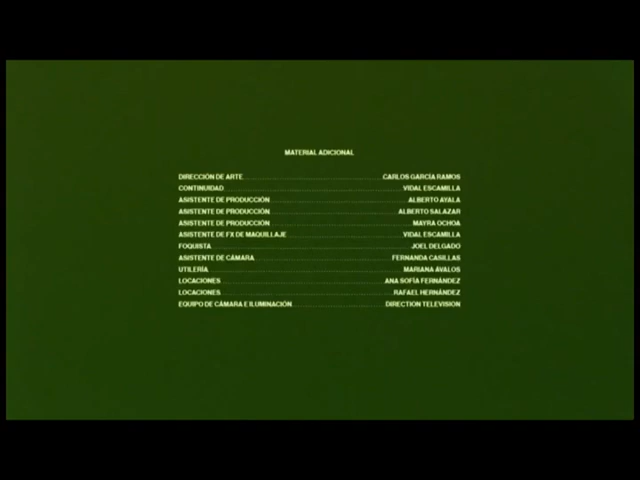 MATERIAL ADICIONAL
DIRECCIÓN DE ARTE CARLOS GARCÍA RAMOS
CONTINUIDAD VIDAL ESCAMILLA
ASISTENTE DE PRODUCCIÓN ALBERTO AYALA
ASISTENTE DE PRODUCCIÓN ALBERTO SALAZAR
ASISTENTE DE PRODUCCIÓN MAYRA OCHOA
ASISTENTE DE FX DE MAQUILLAJE VIDAL ESCAMILLA
FOQUISTA JOEL DELGADO
ASISTENTE DE CÁMARA FERNANDA CASILLAS
UTILERÍA MARIANA ÁVALOS
LOCACIONES ANA SOFÍA FERNÁNDEZ
LOCACIONES RAFAEL HERNÁNDEZ
EQUIPO DE CÁMARA E ILUMINACIÓN DIRECTION TELEVISION